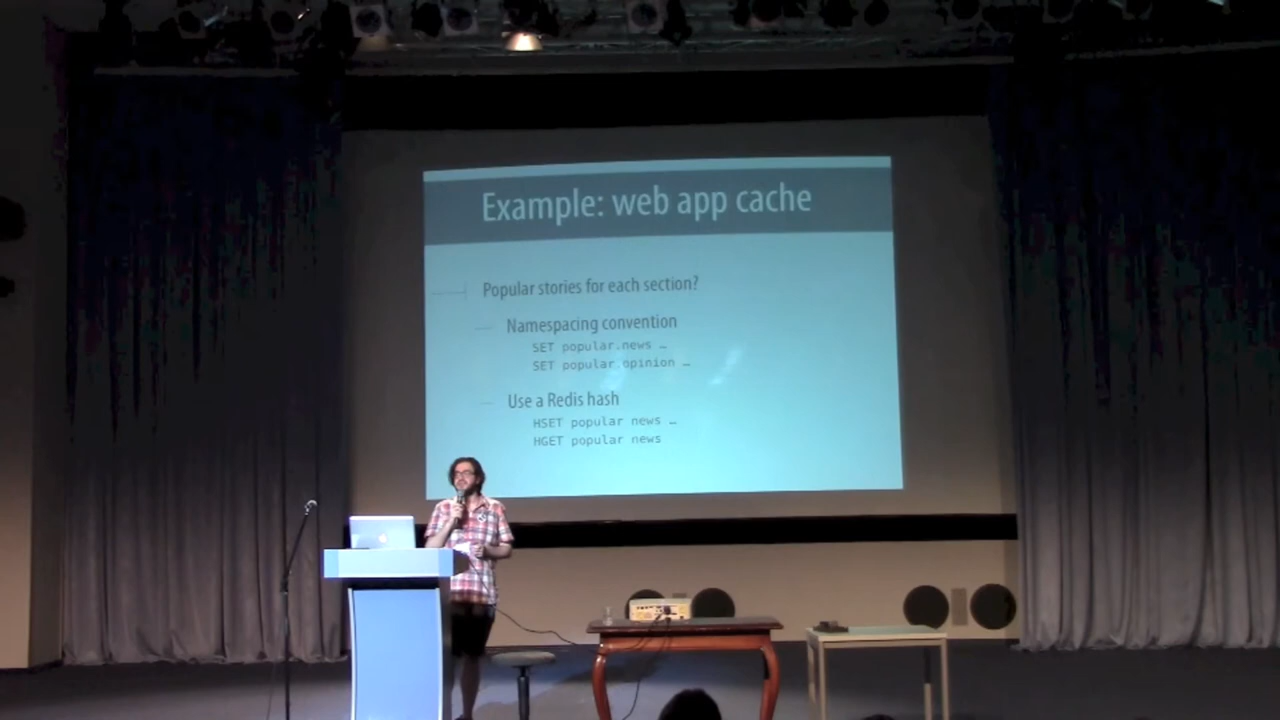 Example: web app cache
Popular stories for each section?
Namespacing convention
SET popular.news …
SET popular.opinion …
Use a Redis hash
HSET popular news …
HGET popular news